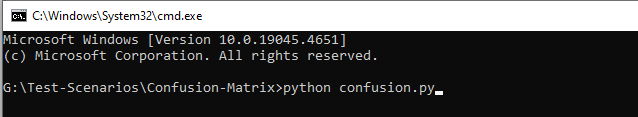 C:\Windows\System32\cmd.exe
Microsoft Windows [Version 10.0.19045.4651]
(c) Microsoft Corporation. All rights reserved.
G:\Test-Scenarios\Confusion-Matrix>python confusion.py